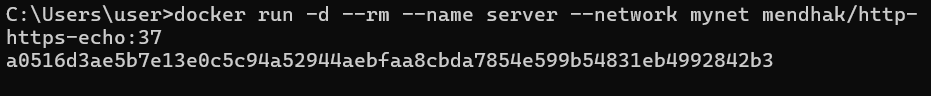 C:\Users\user>docker run -d --rm --name server --network mynet mendhak/http-
https-echo:37
a0516d3ae5b7e13e0c5c94a52944aebfaa8cbda7854e599b54831eb4992842b3